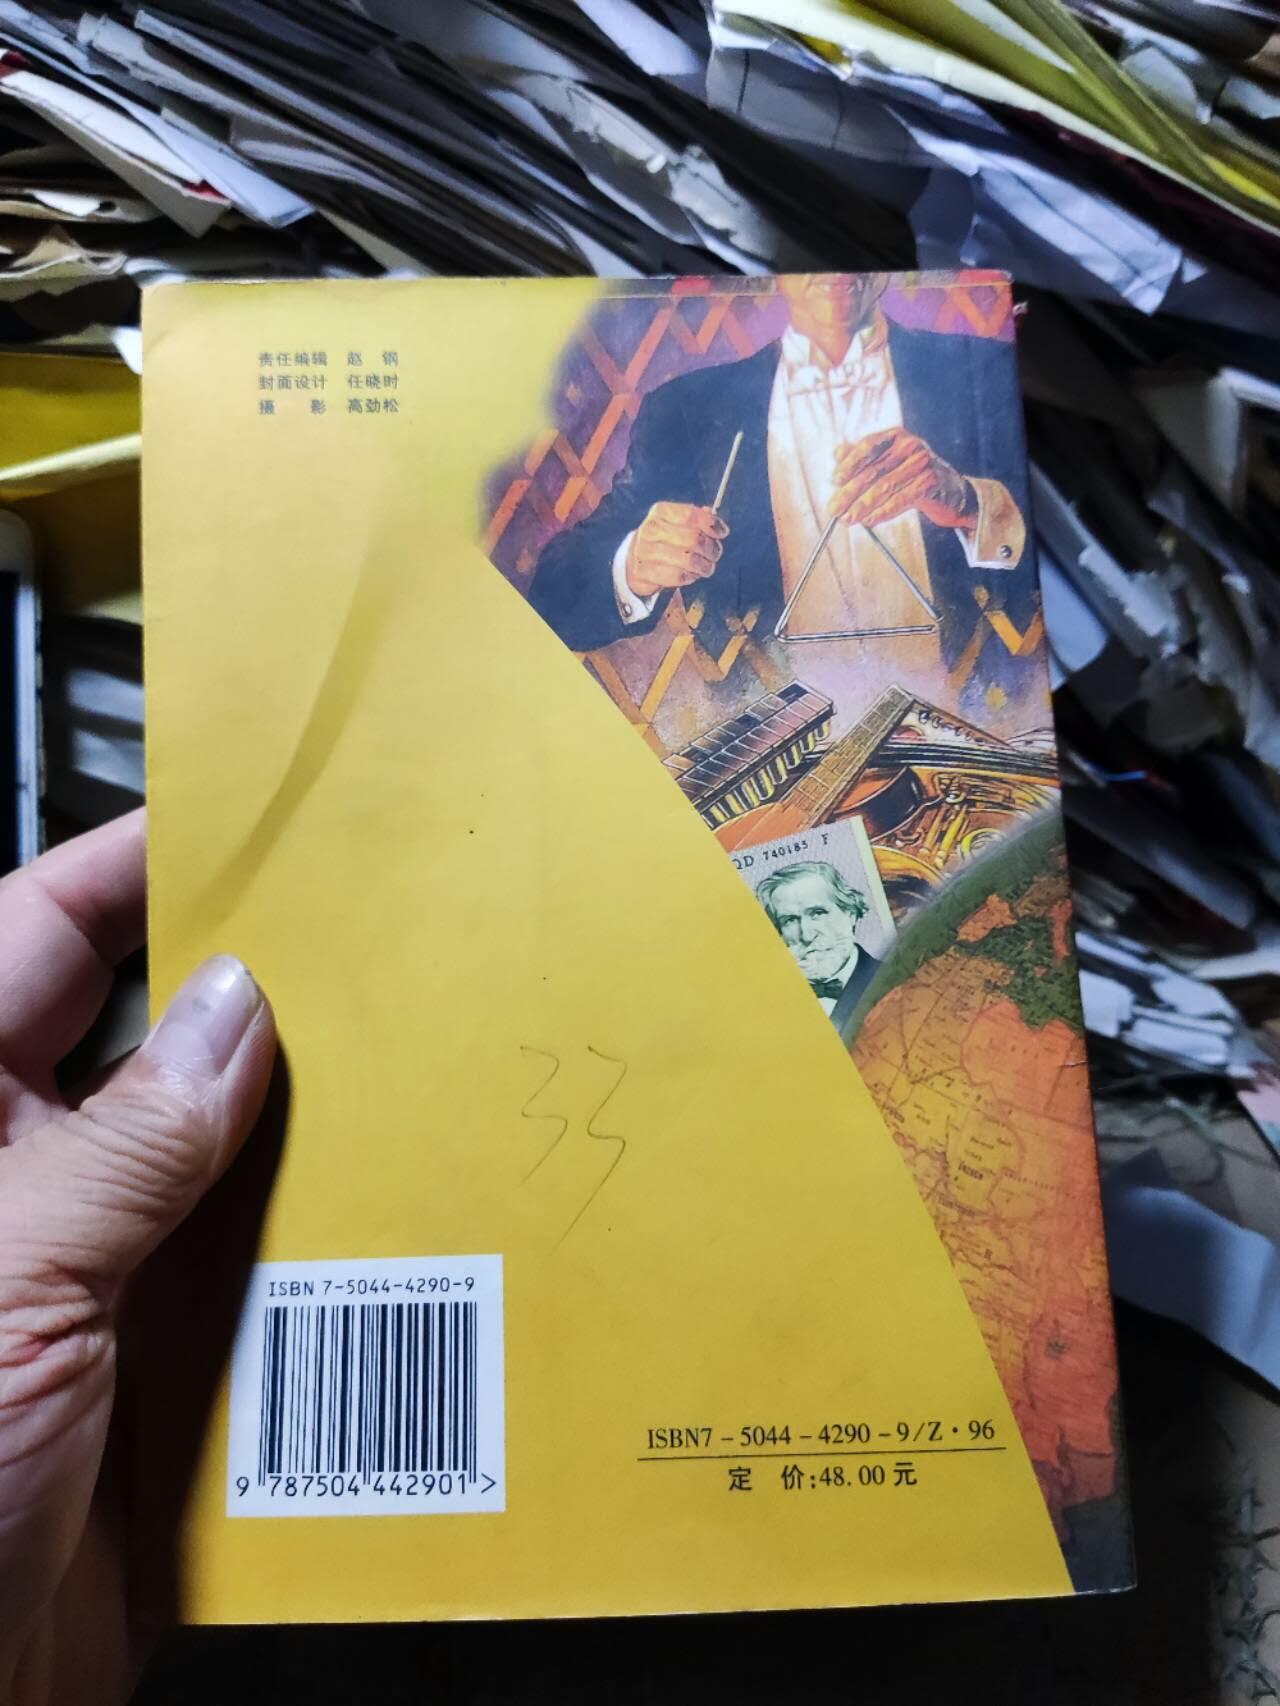 责任编辑 赵 钢
封面设计 任晓时
摄 影 高劲松
QD 740185 F
33
ISBN 7-5044-4290-9
9 787504 442901 >
ISBN7-5044-4290-9/Z·96
定 价:48.00元